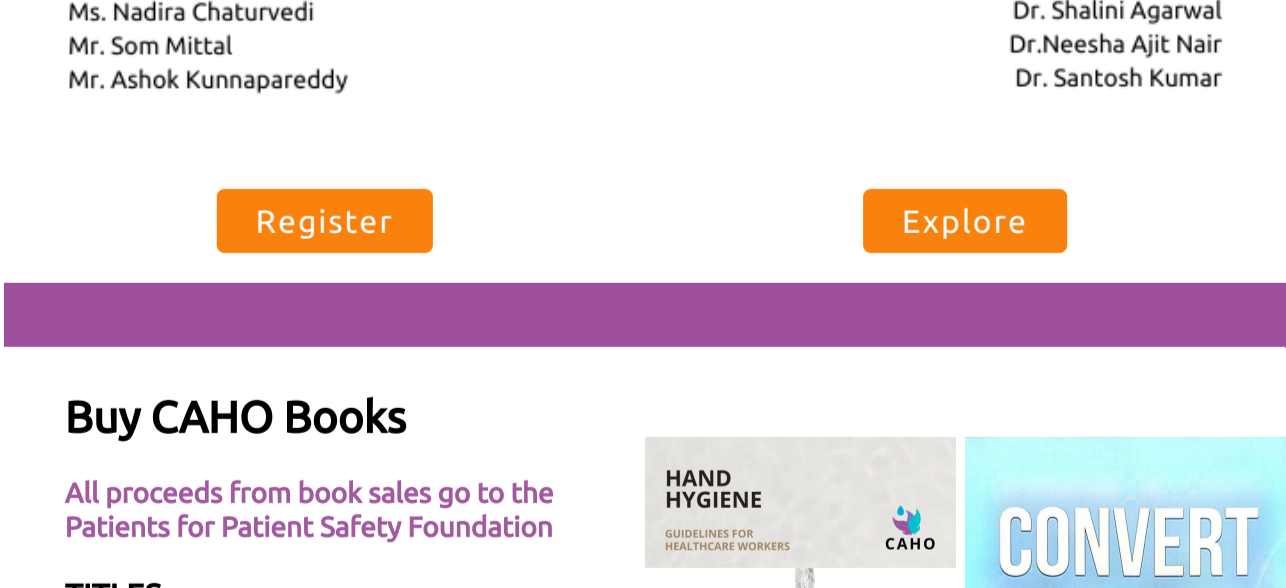 Ms. Nadira Chaturvedi
Mr. Som Mittal
Mr. Ashok Kunnapareddy
Dr. Shalini Agarwal
Dr.Neesha Ajit Nair
Dr. Santosh Kumar
Register
Explore
Buy CAHO Books
All proceeds from book sales go to the
Patients for Patient Safety Foundation
TITLES
HAND
HYGIENE
GUIDELINES FOR
HEALTHCARE WORKERS
CAHO
CONVERT